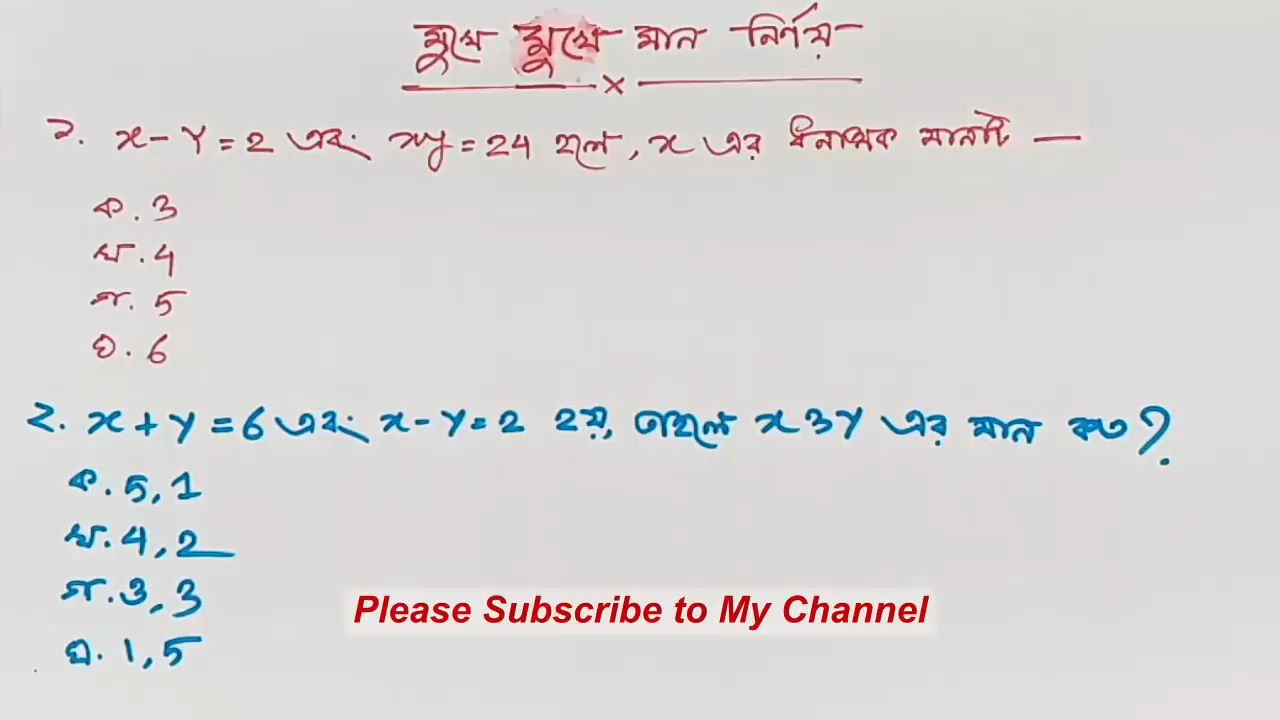 মুখে মুখে মান নির্ণয়
×
১. x - Y = 2 এবং xy = 24 হলে, x এর ধনাত্মক মানটি —
ক. 3
খ. 4
গ. 5
ঘ. 6
২. x + Y = 6 এবং x - Y = 2 হয়, তাহলে x ও Y এর মান কত?
ক. 5, 1
খ. 4, 2
গ. 3, 3
ঘ. 1, 5
Please Subscribe to My Channel